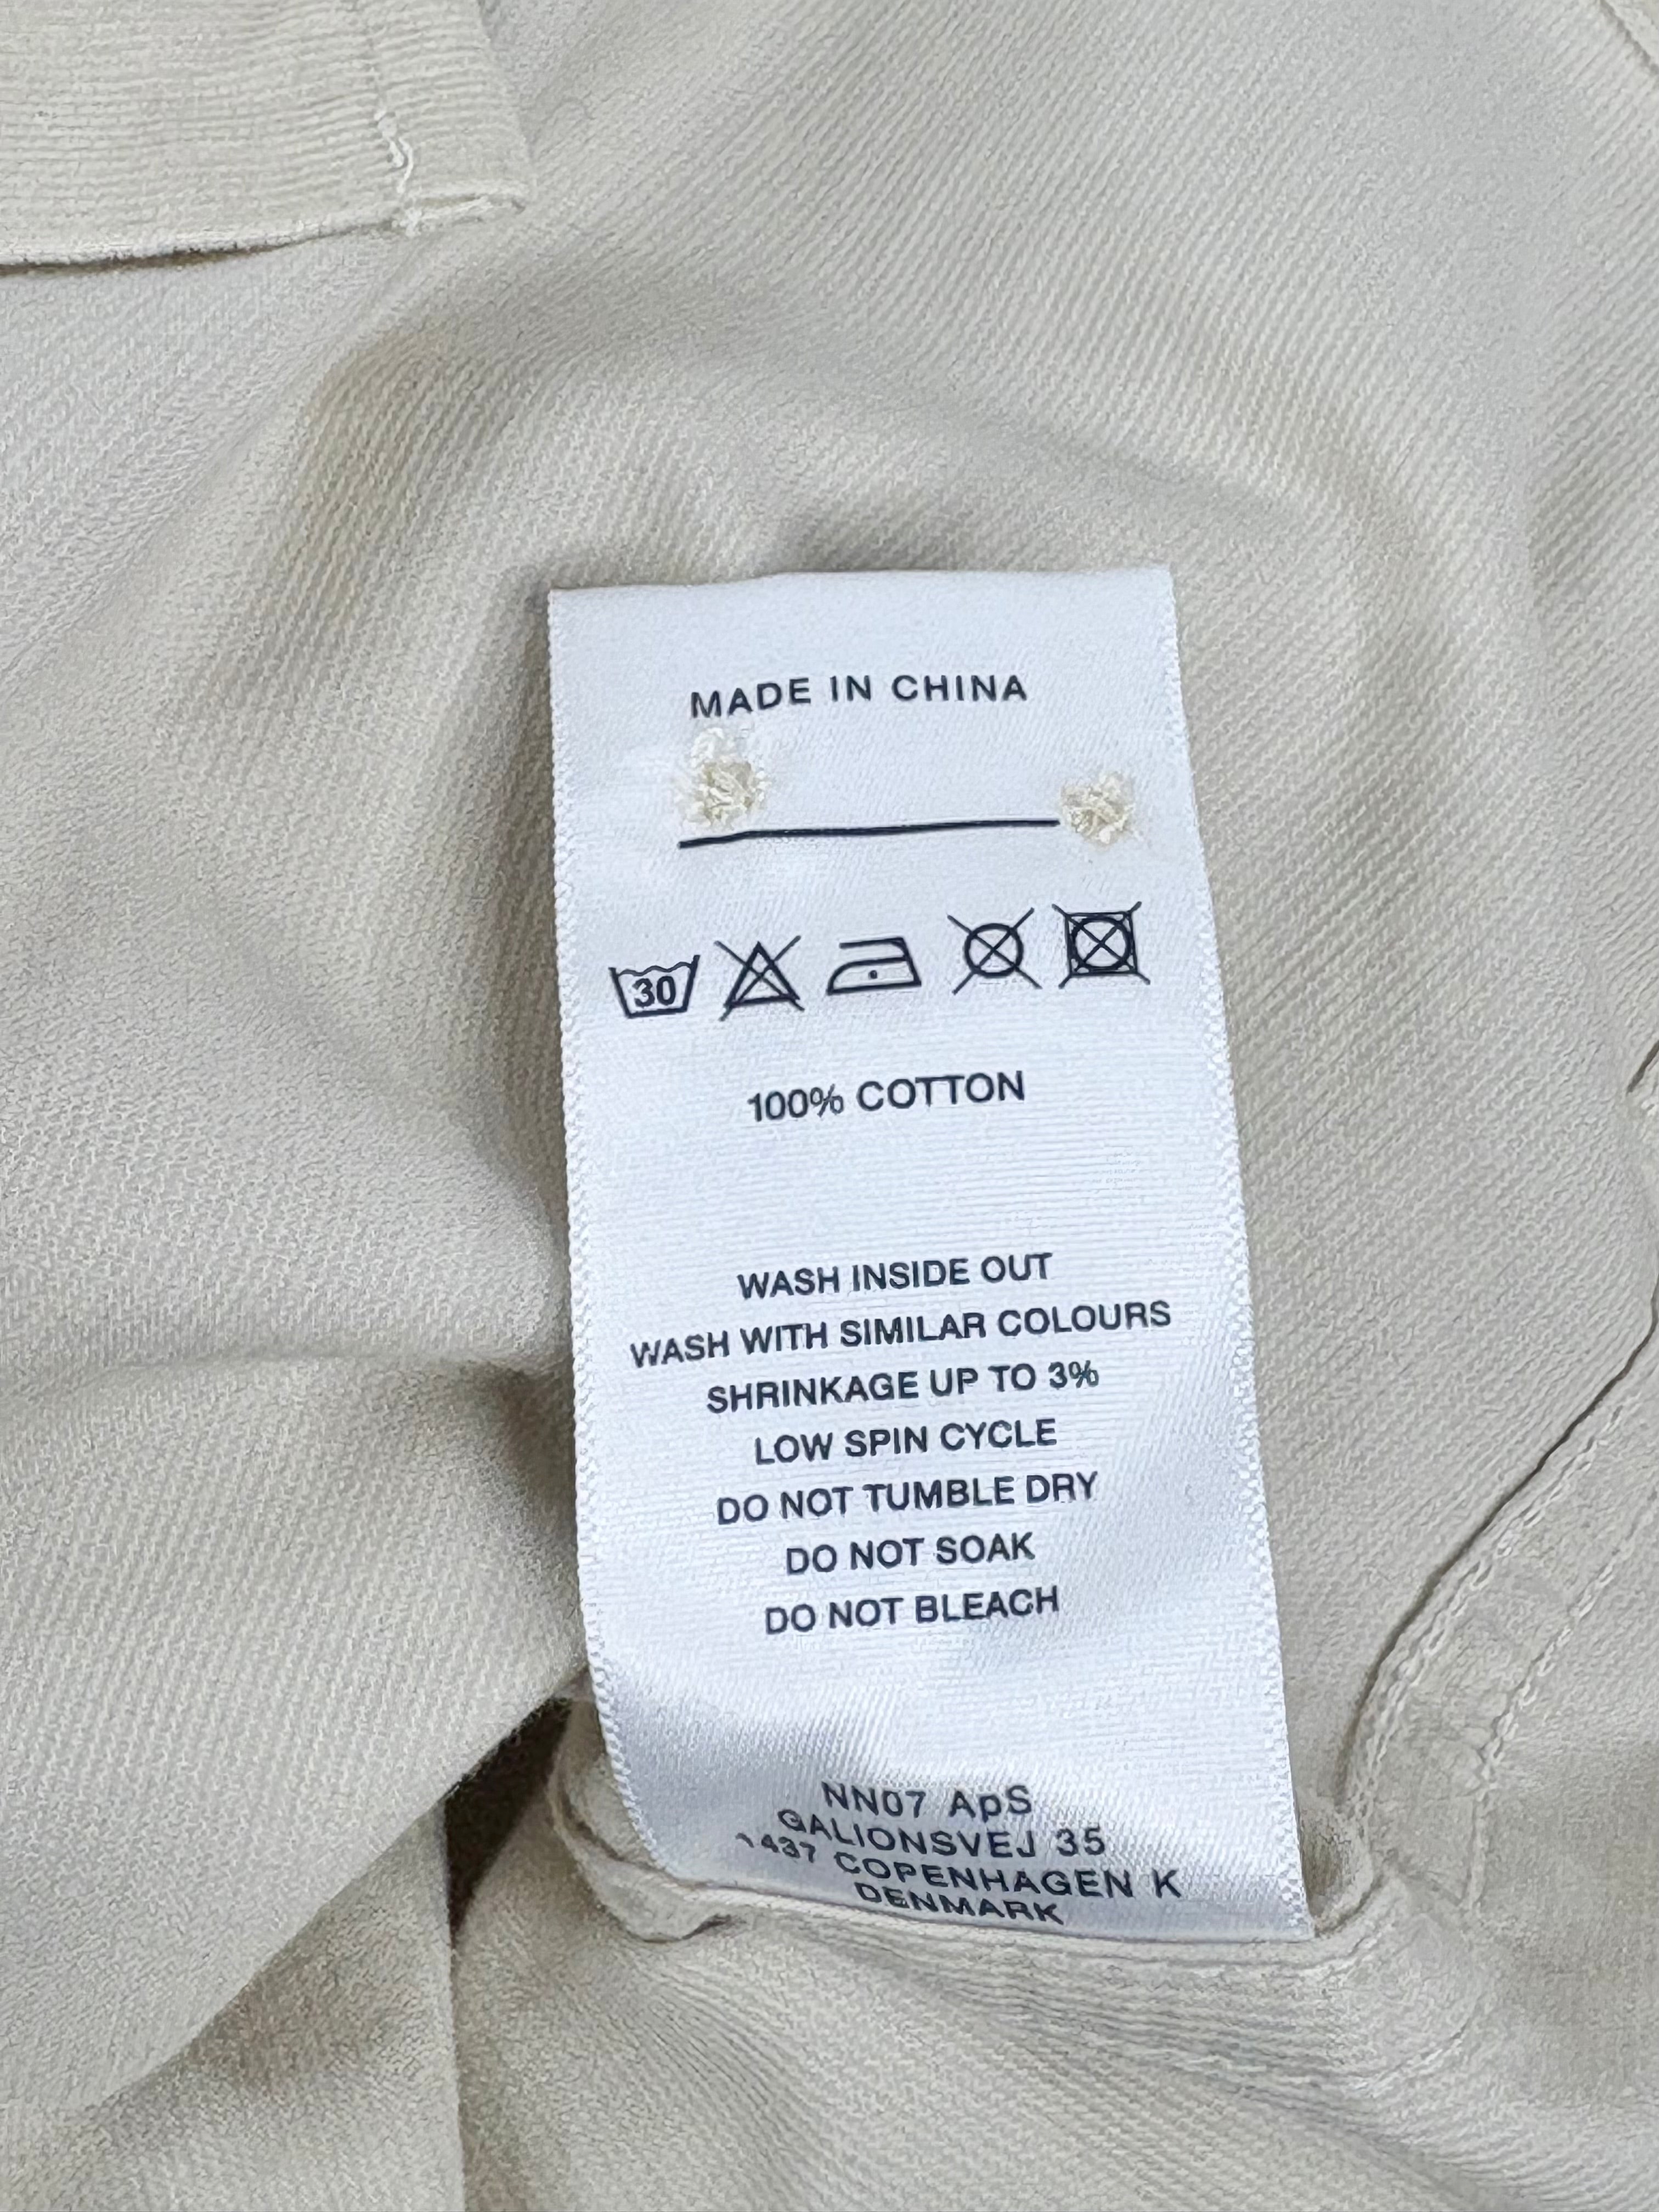 MADE IN CHINA
30
100% COTTON
WASH INSIDE OUT
WASH WITH SIMILAR COLOURS
SHRINKAGE UP TO 3%
LOW SPIN CYCLE
DO NOT TUMBLE DRY
DO NOT SOAK
DO NOT BLEACH
NN07 ApS
GALIONSVEJ 35
1437 COPENHAGEN K
DENMARK